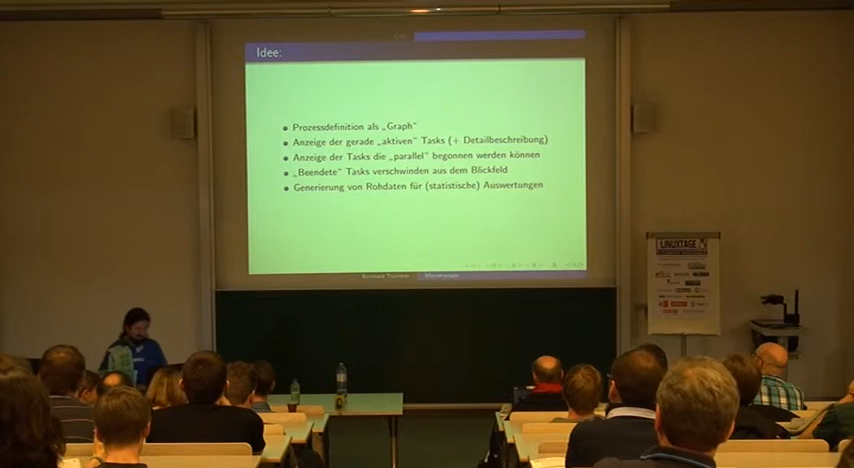 Idee:
Prozessdefinition als „Graph“
Anzeige der gerade „aktiven“ Tasks (+ Detailbeschreibung)
Anzeige der Tasks die „parallel“ begonnen werden können
„Beendete“ Tasks verschwinden aus dem Blickfeld
Generierung von Rohdaten für (statistische) Auswertungen
LINUXTAGE